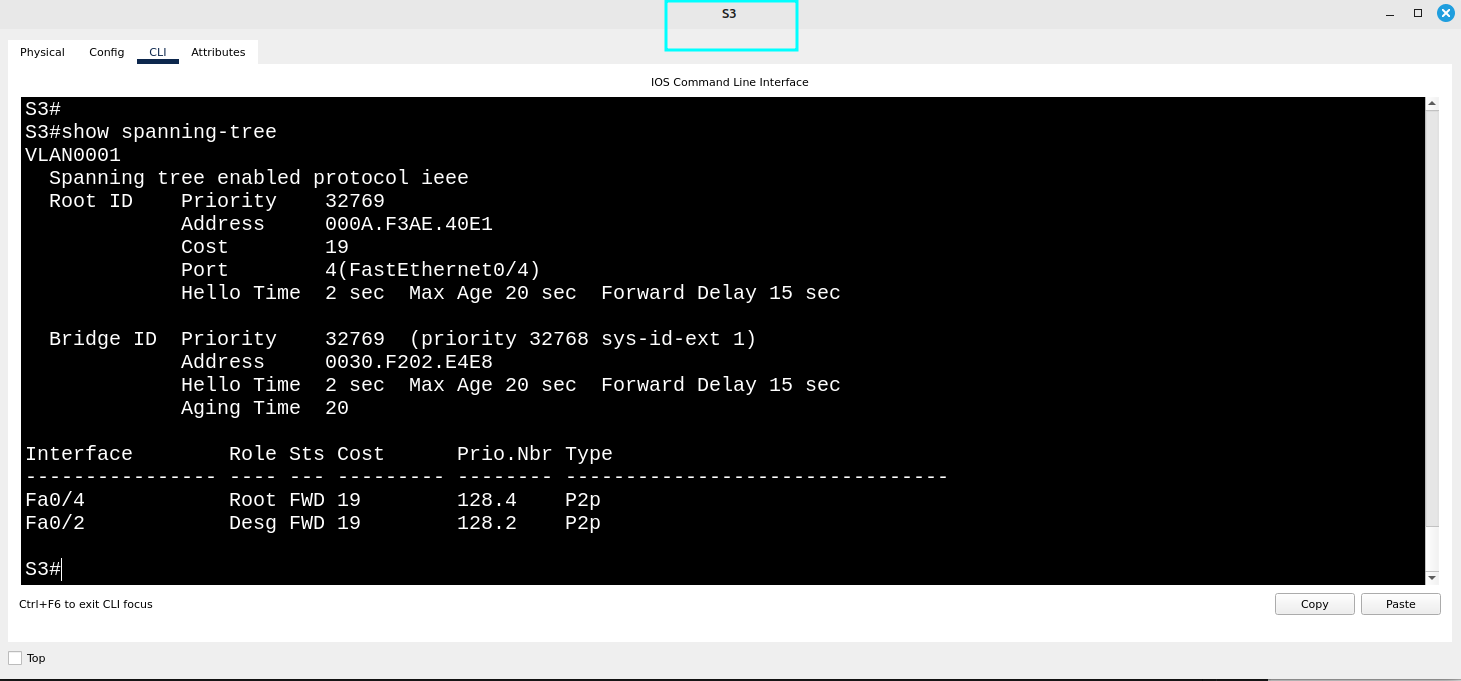 S3
Physical Config CLI Attributes
IOS Command Line Interface
S3#
S3#show spanning-tree
VLAN0001
  Spanning tree enabled protocol ieee
  Root ID    Priority    32769
             Address     000A.F3AE.40E1
             Cost        19
             Port        4(FastEthernet0/4)
             Hello Time  2 sec  Max Age 20 sec  Forward Delay 15 sec

  Bridge ID  Priority    32769  (priority 32768 sys-id-ext 1)
             Address     0030.F202.E4E8
             Hello Time  2 sec  Max Age 20 sec  Forward Delay 15 sec
             Aging Time  20

Interface        Role Sts Cost      Prio.Nbr Type
---------------- ---- --- --------- -------- --------------------------------
Fa0/4            Root FWD 19        128.4    P2p
Fa0/2            Desg FWD 19        128.2    P2p

S3#
Ctrl+F6 to exit CLI focus
Copy Paste
Top